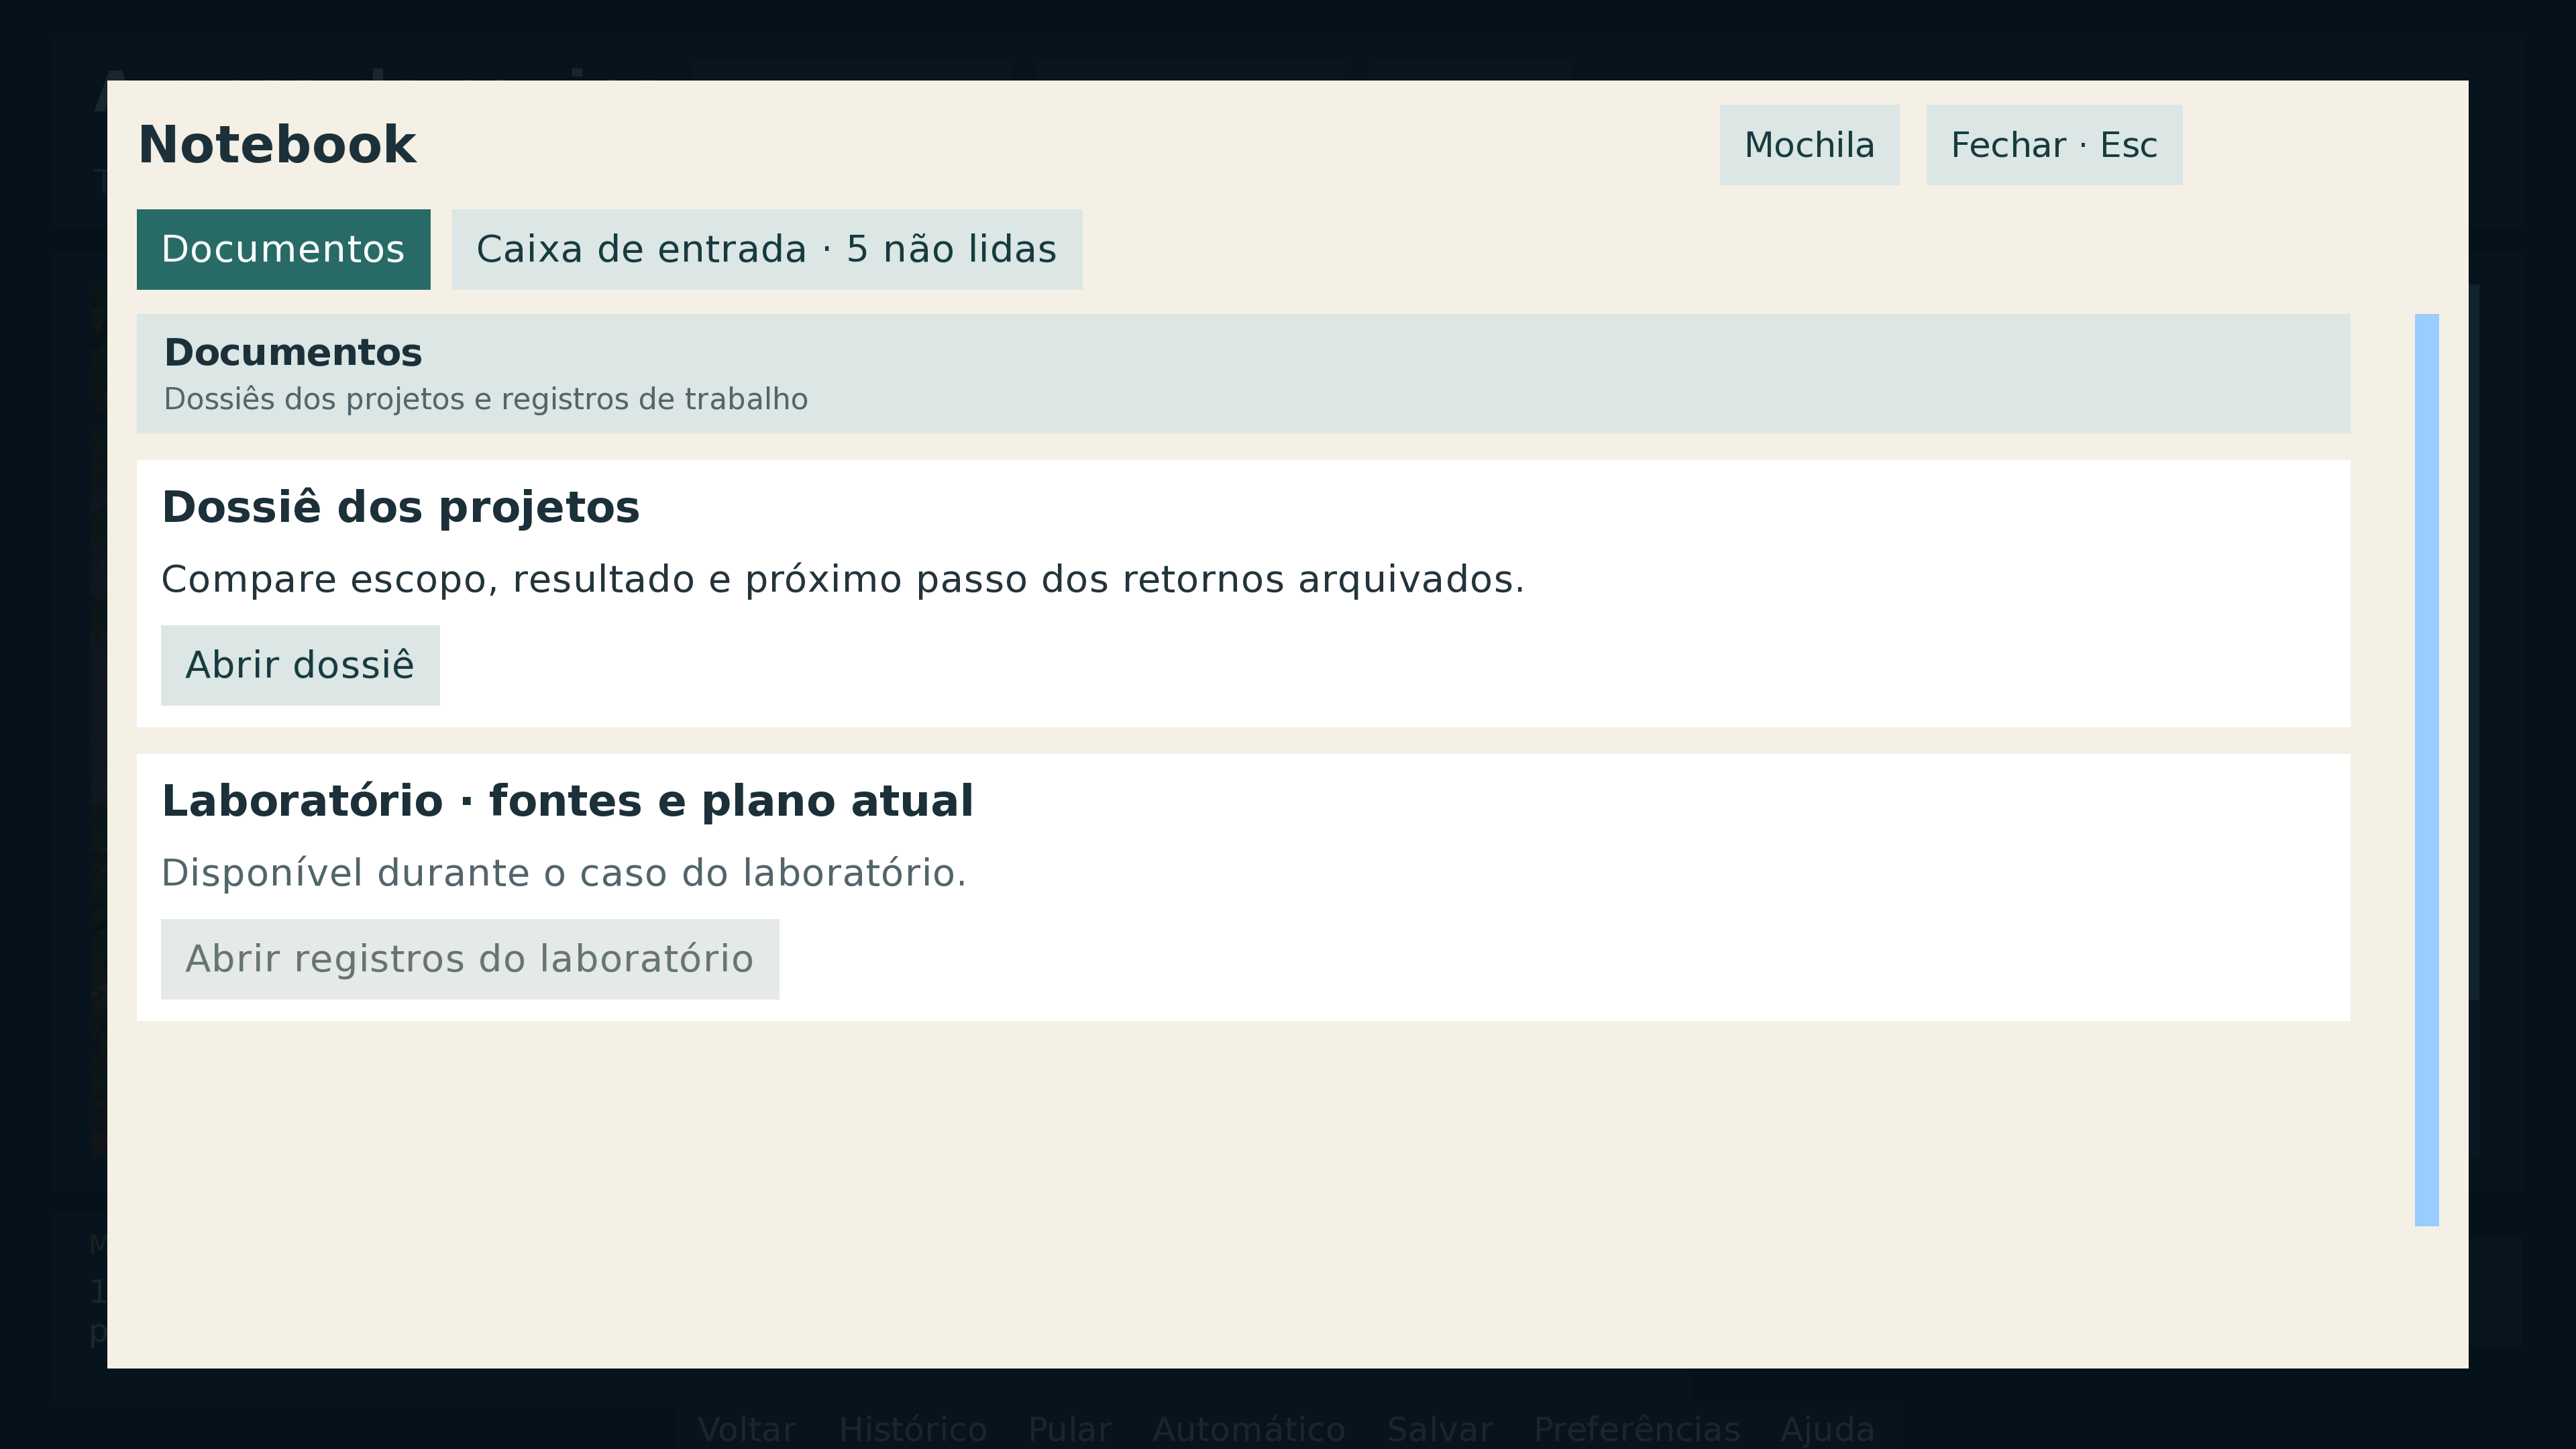 Notebook
Mochila
Fechar · Esc
Documentos
Caixa de entrada · 5 não lidas
Documentos
Dossiês dos projetos e registros de trabalho
Dossiê dos projetos
Compare escopo, resultado e próximo passo dos retornos arquivados.
Abrir dossiê
Laboratório · fontes e plano atual
Disponível durante o caso do laboratório.
Abrir registros do laboratório
Voltar
Histórico
Pular
Automático
Salvar
Preferências
Ajuda